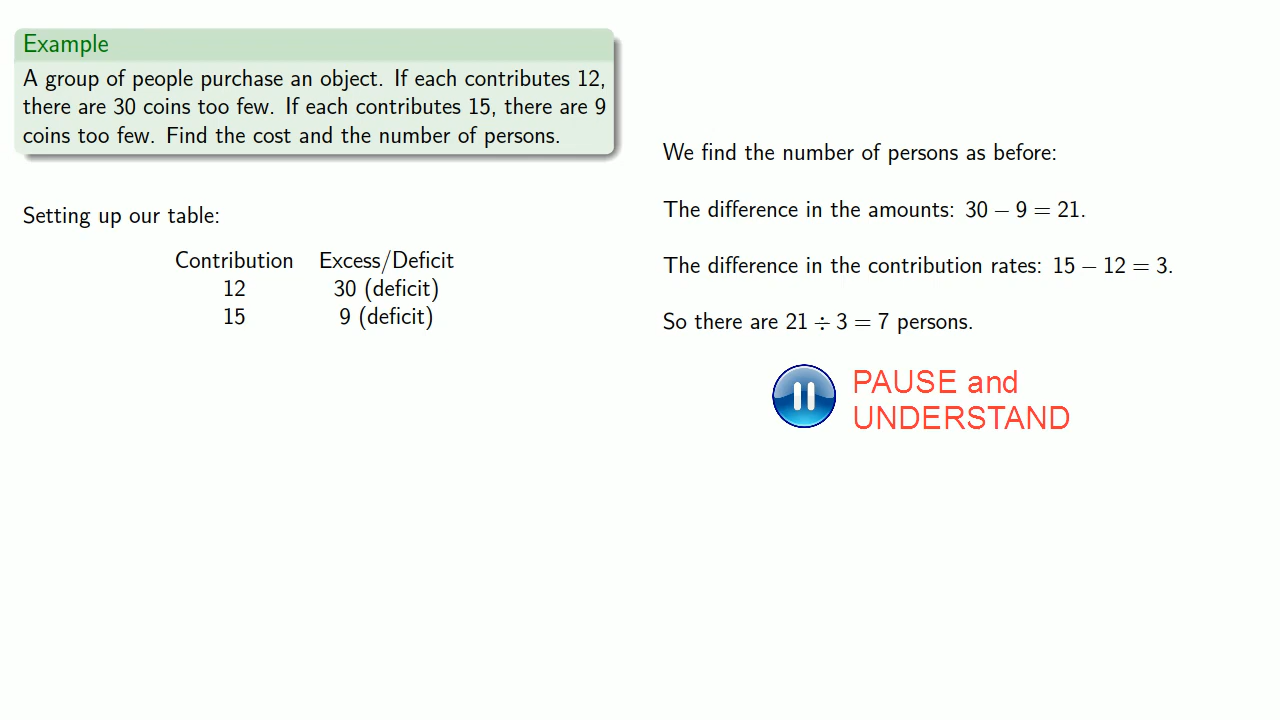 Example
A group of people purchase an object. If each contributes 12,
there are 30 coins too few. If each contributes 15, there are 9
coins too few. Find the cost and the number of persons.
Setting up our table:
Contribution Excess/Deficit
12 30 (deficit)
15 9 (deficit)
We find the number of persons as before:
The difference in the amounts: 30 − 9 = 21.
The difference in the contribution rates: 15 − 12 = 3.
So there are 21 ÷ 3 = 7 persons.
PAUSE and
UNDERSTAND